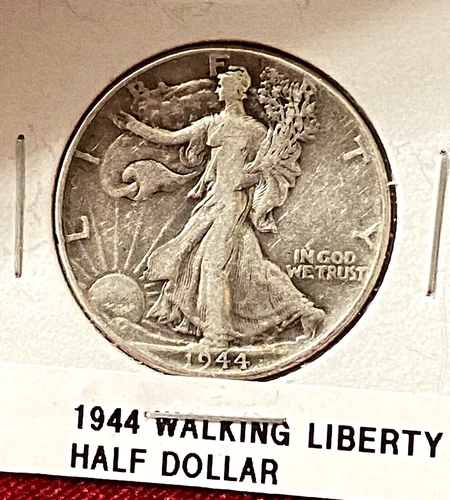 LIBERTY
IN GOD
WE TRUST
1944
1944 WALKING LIBERTY
HALF DOLLAR